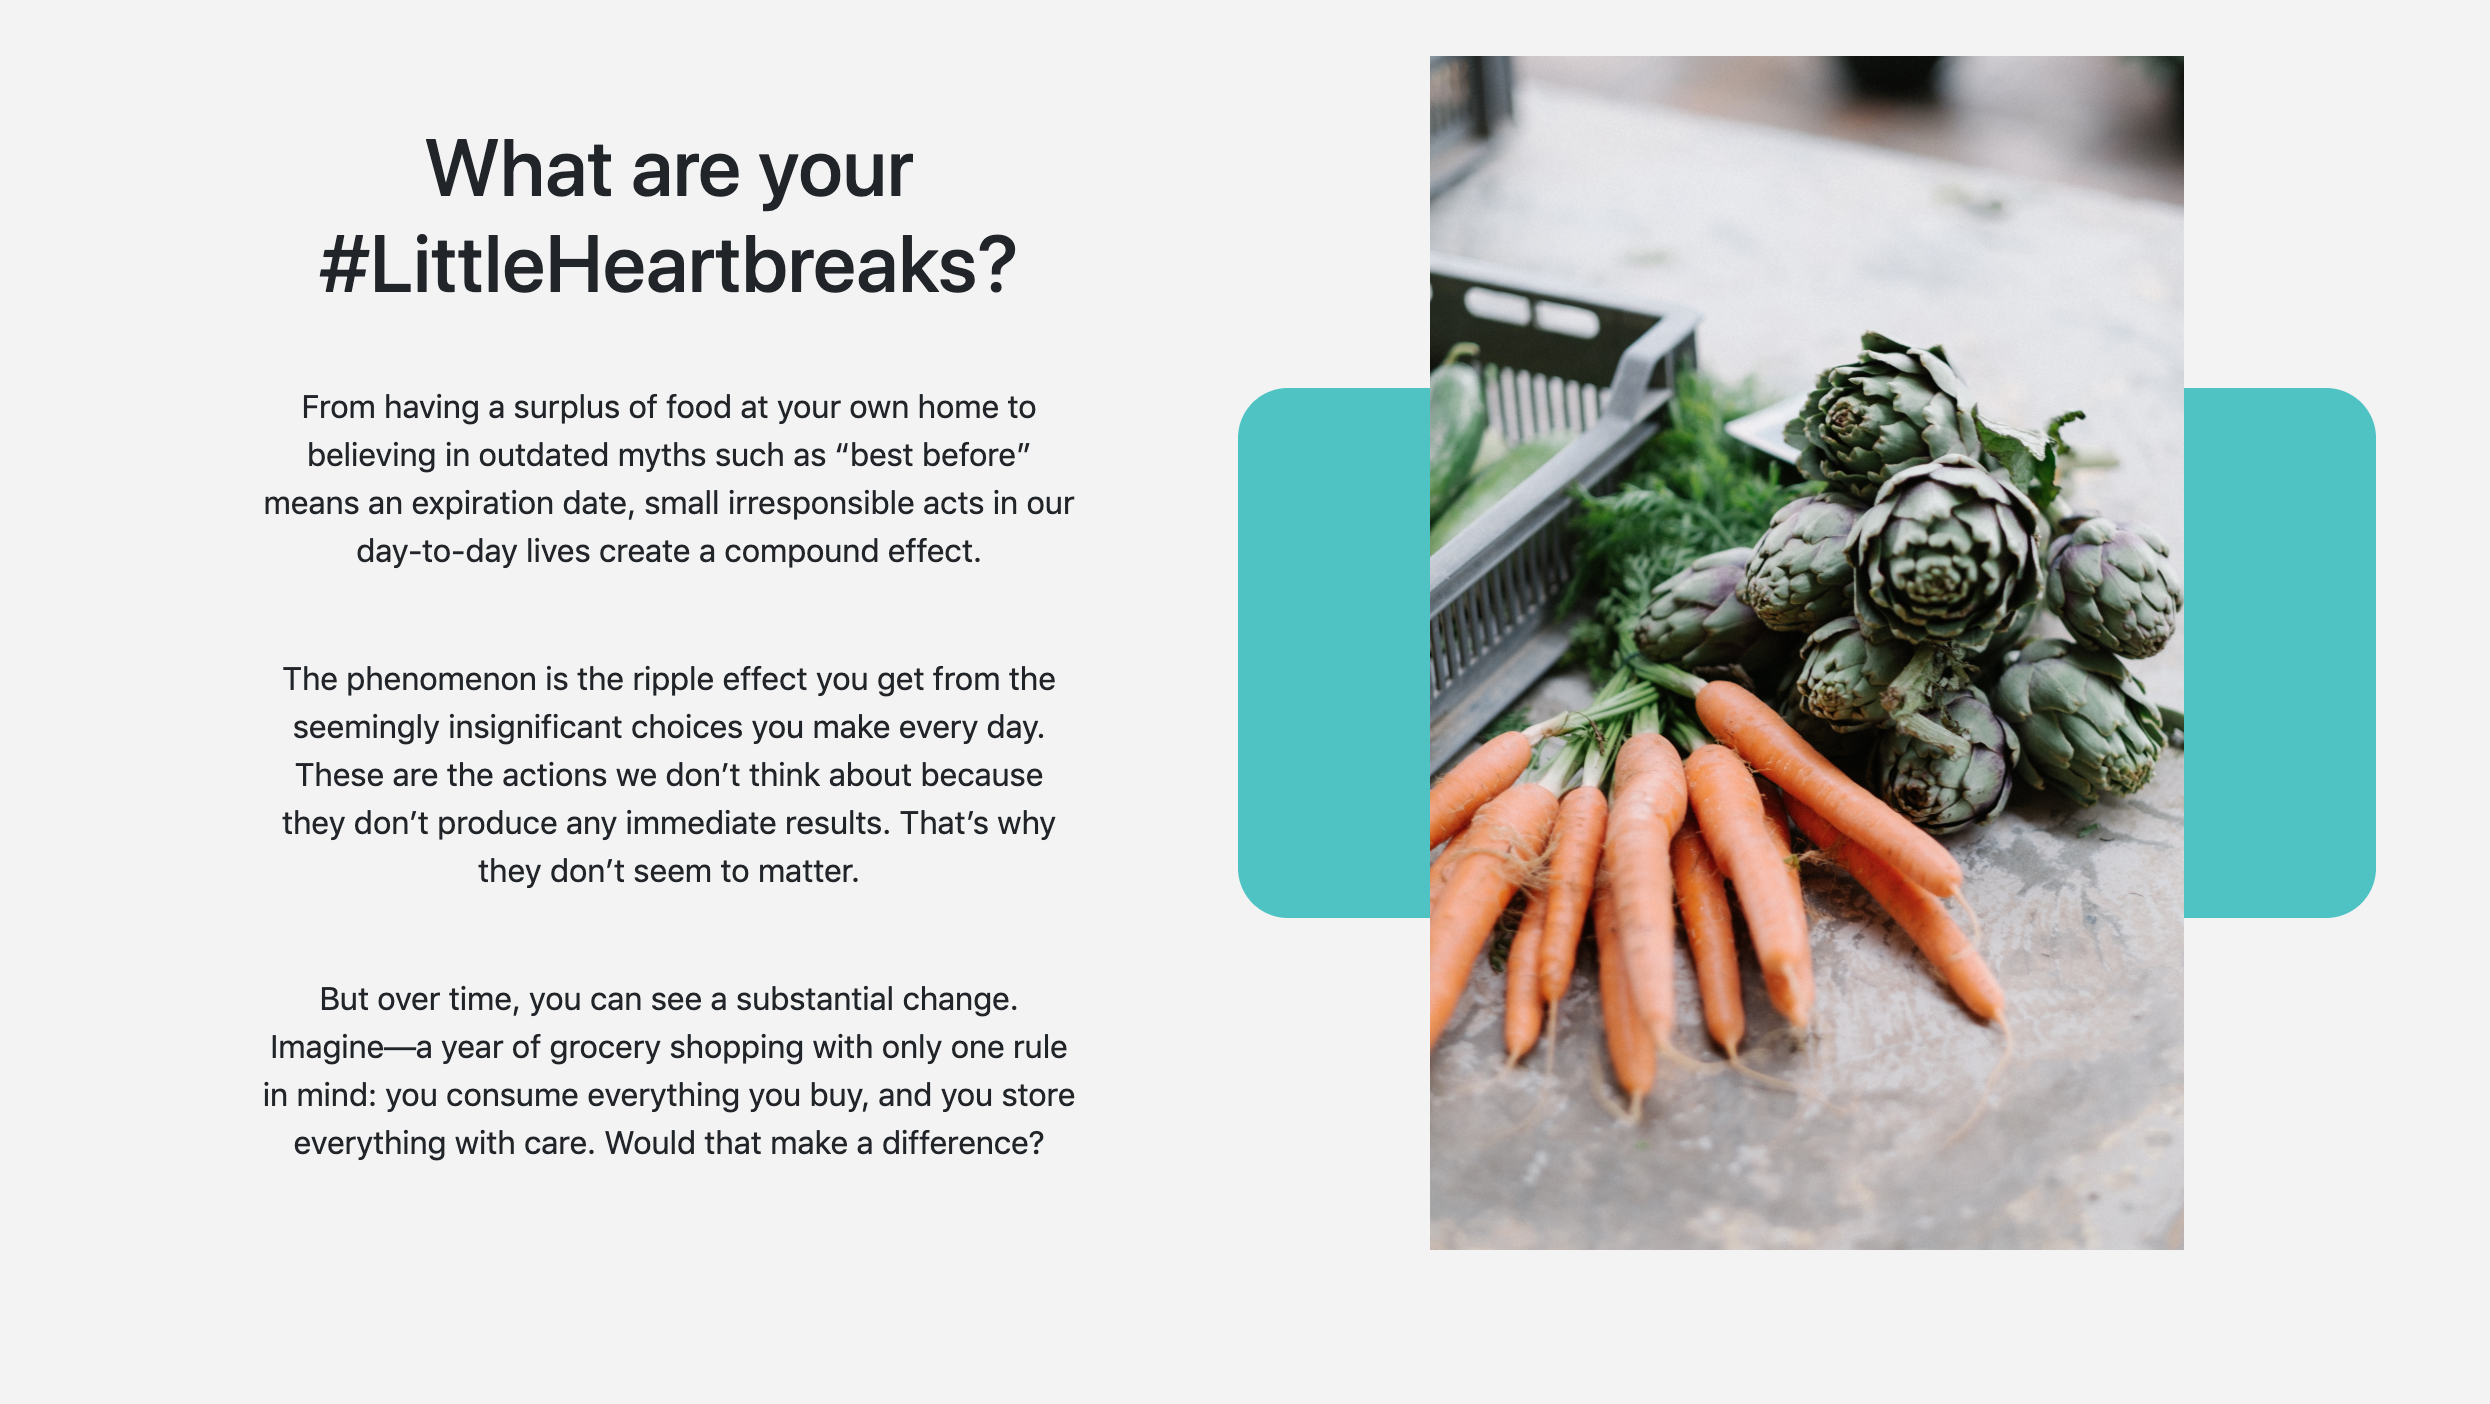 What are your
#LittleHeartbreaks?
From having a surplus of food at your own home to
believing in outdated myths such as “best before”
means an expiration date, small irresponsible acts in our
day-to-day lives create a compound effect.
The phenomenon is the ripple effect you get from the
seemingly insignificant choices you make every day.
These are the actions we don’t think about because
they don’t produce any immediate results. That’s why
they don’t seem to matter.
But over time, you can see a substantial change.
Imagine—a year of grocery shopping with only one rule
in mind: you consume everything you buy, and you store
everything with care. Would that make a difference?